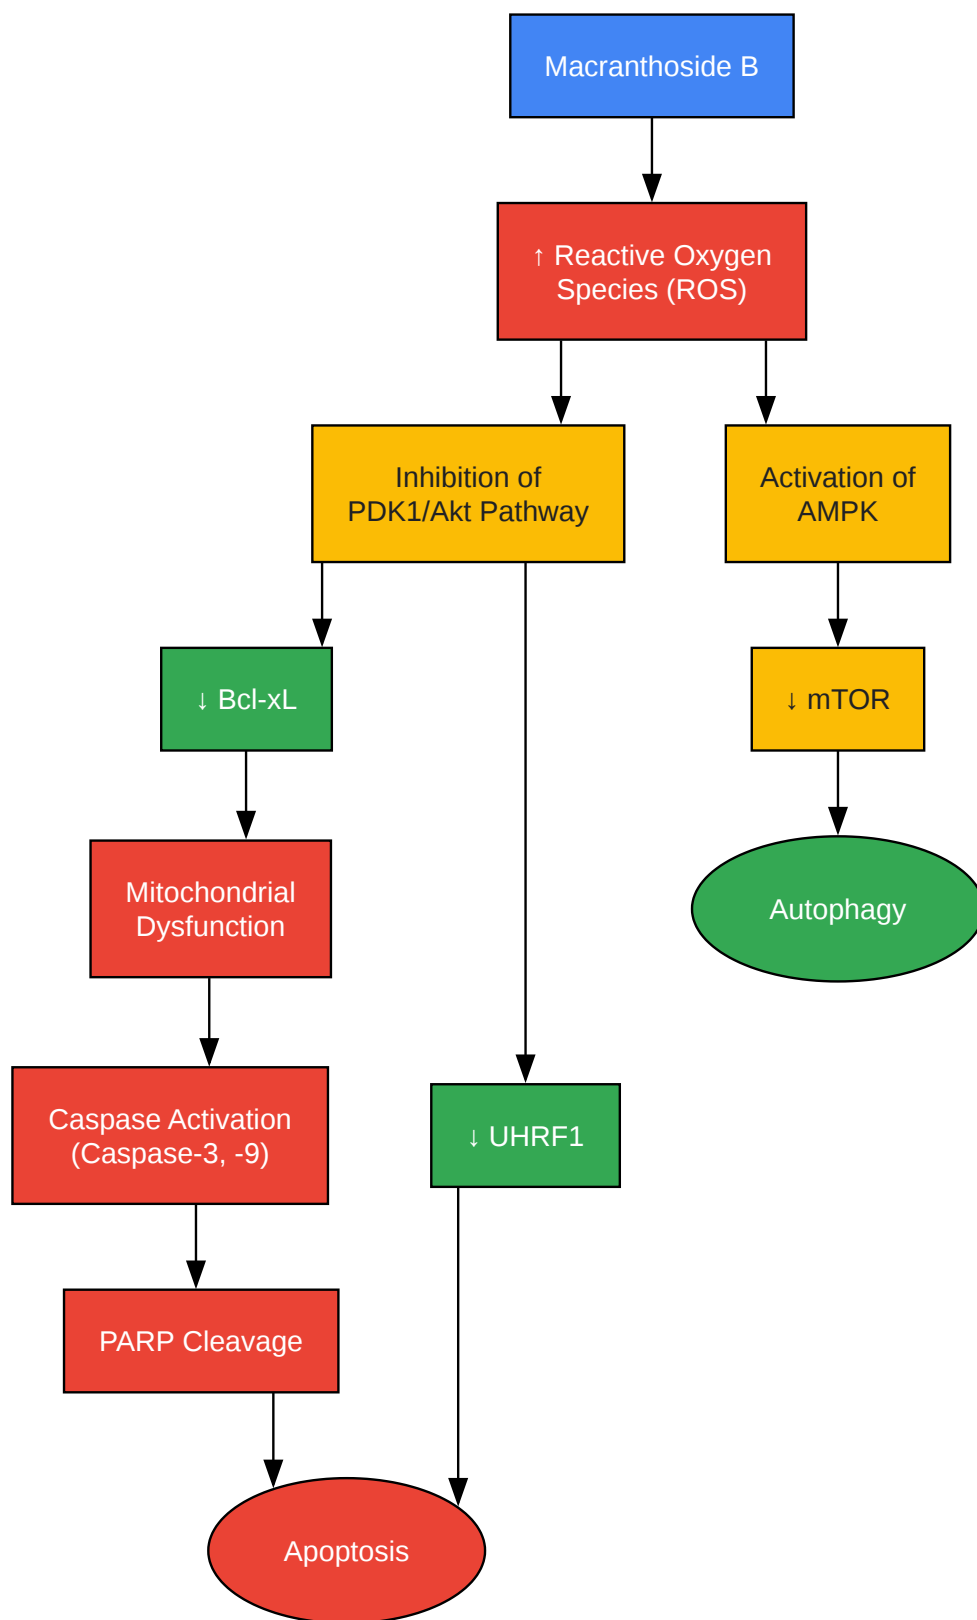 Macranthoside B
↑ Reactive Oxygen
Species (ROS)
Inhibition of
PDK1/Akt Pathway
Activation of
AMPK
↓ Bcl-xL
↓ mTOR
Mitochondrial
Dysfunction
Autophagy
Caspase Activation
(Caspase-3, -9)
↓ UHRF1
PARP Cleavage
Apoptosis